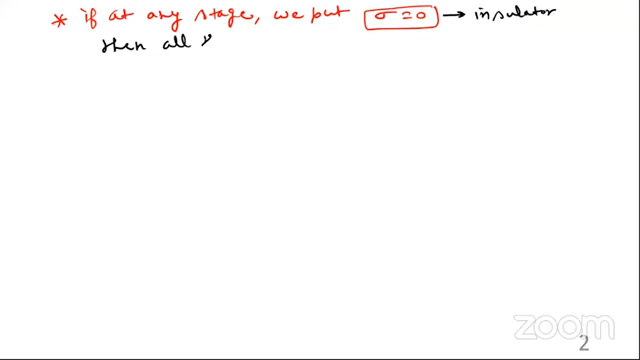 * if at any stage, we put σ = 0 → insulator
then all
zoom
2